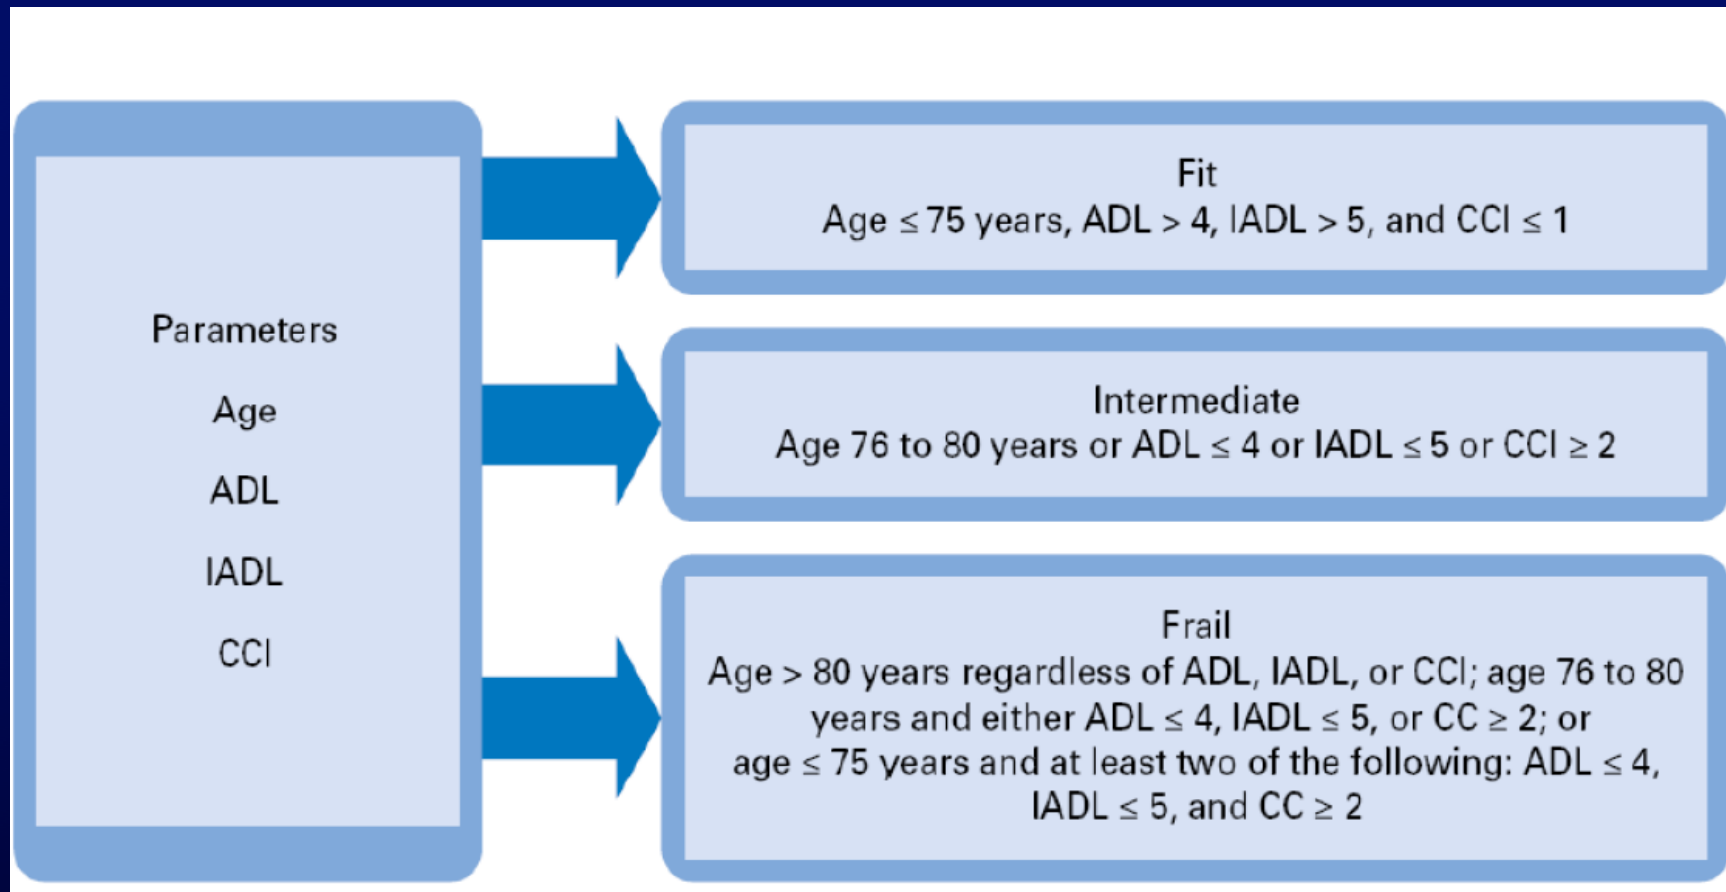 Parameters
Age
ADL
IADL
CCI
Fit
Age ≤ 75 years, ADL > 4, IADL > 5, and CCI ≤ 1
Intermediate
Age 76 to 80 years or ADL ≤ 4 or IADL ≤ 5 or CCI ≥ 2
Frail
Age > 80 years regardless of ADL, IADL, or CCI; age 76 to 80
years and either ADL ≤ 4, IADL ≤ 5, or CC ≥ 2; or
age ≤ 75 years and at least two of the following: ADL ≤ 4,
IADL ≤ 5, and CC ≥ 2